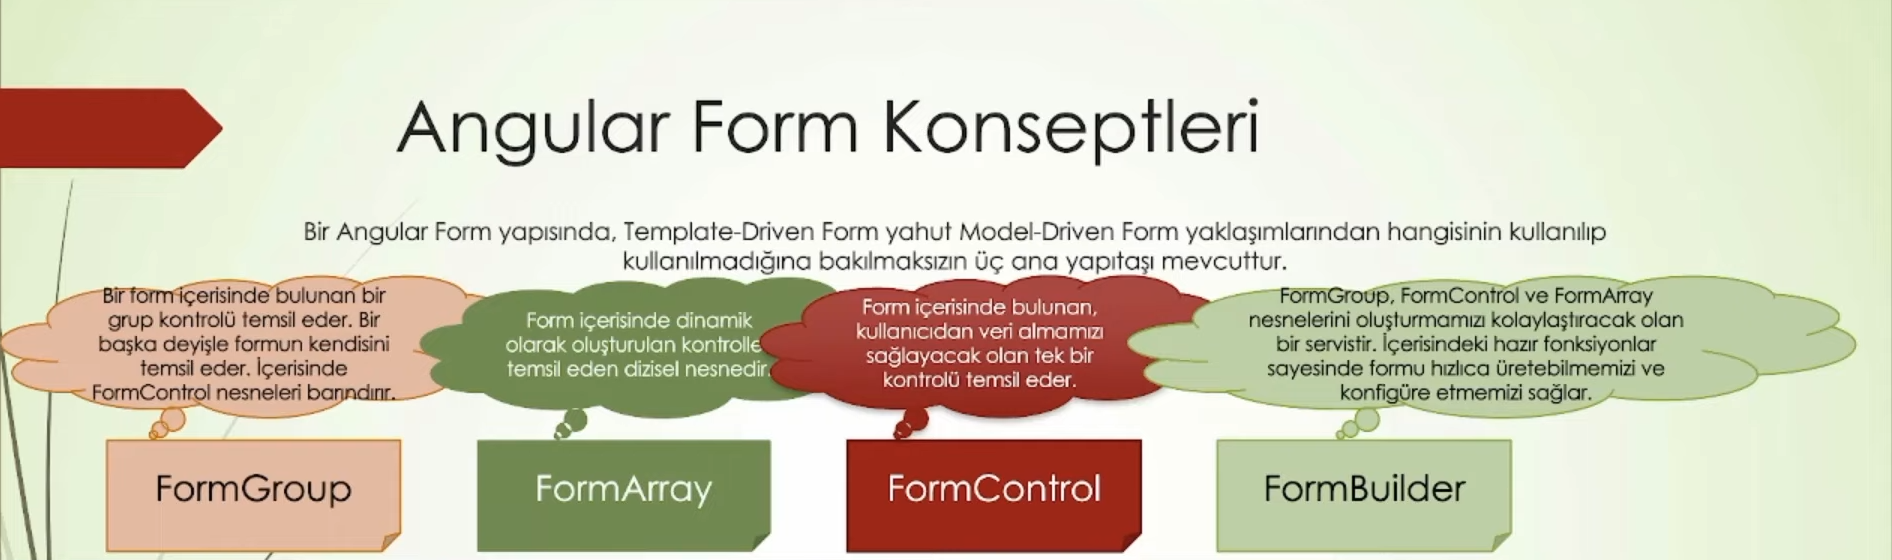 Angular Form Konseptleri
Bir Angular Form yapısında, Template-Driven Form yahut Model-Driven Form yaklaşımlarından hangisinin kullanılıp
kullanılmadığına bakılmaksızın üç ana yapıtaşı mevcuttur.
Bir form içerisinde bulunan bir
grup kontrolü temsil eder. Bir
başka deyişle formun kendisini
temsil eder. İçerisinde
FormControl nesneleri barındırır.
FormGroup
Form içerisinde dinamik
olarak oluşturulan kontrolle
temsil eden dizisel nesnedir.
FormArray
Form içerisinde bulunan,
kullanıcıdan veri almamızı
sağlayacak olan tek bir
kontrolü temsil eder.
FormControl
FormGroup, FormControl ve FormArray
nesnelerini oluşturmamızı kolaylaştıracak olan
bir servistir. İçerisindeki hazır fonksiyonlar
sayesinde formu hızlıca üretebilmemizi ve
konfigüre etmemizi sağlar.
FormBuilder